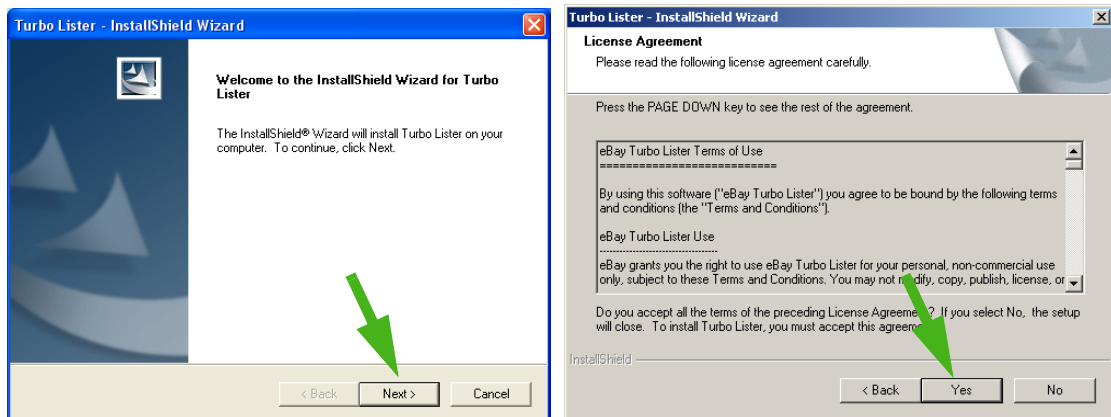 Turbo Lister - InstallShield Wizard
Welcome to the InstallShield Wizard for Turbo
Lister
The InstallShield® Wizard will install Turbo Lister on your
computer. To continue, click Next.
< Back
Next >
Cancel
Turbo Lister - InstallShield Wizard
License Agreement
Please read the following license agreement carefully.
Press the PAGE DOWN key to see the rest of the agreement.
eBay Turbo Lister Terms of Use
===========================
By using this software ("eBay Turbo Lister") you agree to be bound by the following terms
and conditions (the "Terms and Conditions").
eBay Turbo Lister Use
-----------------------------------
eBay grants you the right to use eBay Turbo Lister for your personal, non-commercial use
only, subject to these Terms and Conditions. You may not modify, copy, publish, license, or
Do you accept all the terms of the preceding License Agreement? If you select No, the setup
will close. To install Turbo Lister, you must accept this agreement.
InstallShield
< Back
Yes
No